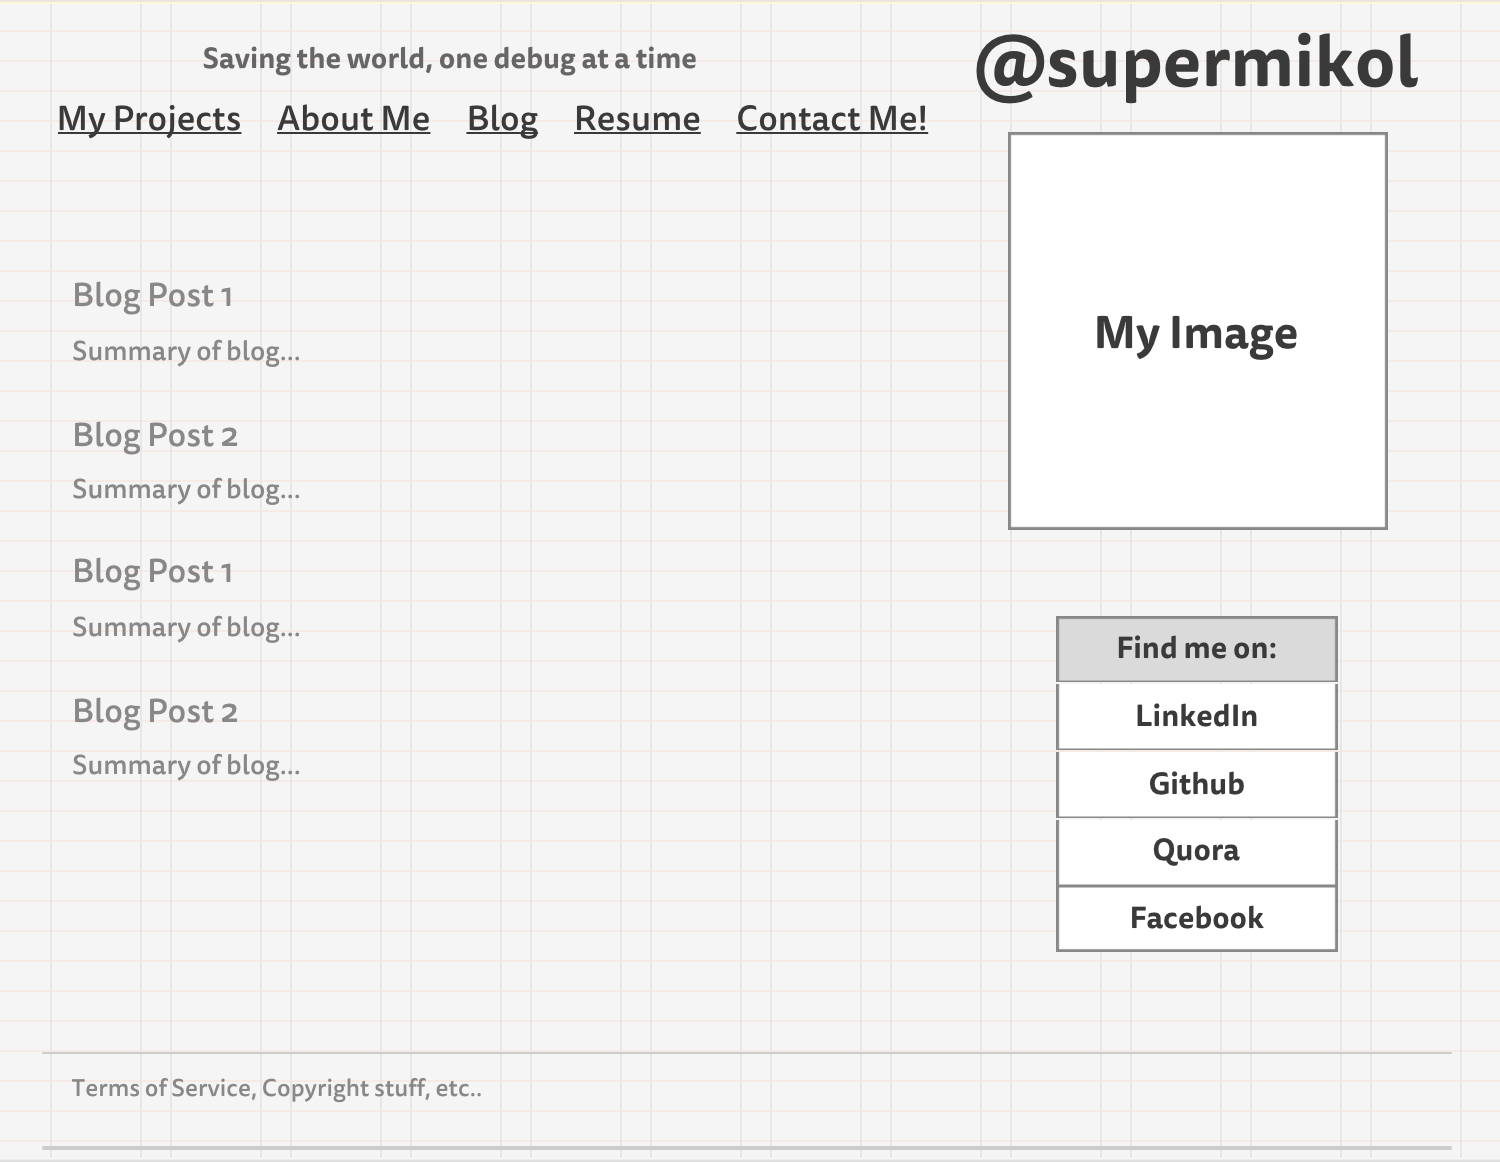 Saving the world, one debug at a time
@supermikol
My Projects About Me Blog Resume Contact Me!
My Image
Blog Post 1
Summary of blog...
Blog Post 2
Summary of blog...
Blog Post 1
Summary of blog...
Blog Post 2
Summary of blog...
Find me on:
LinkedIn
Github
Quora
Facebook
Terms of Service, Copyright stuff, etc..